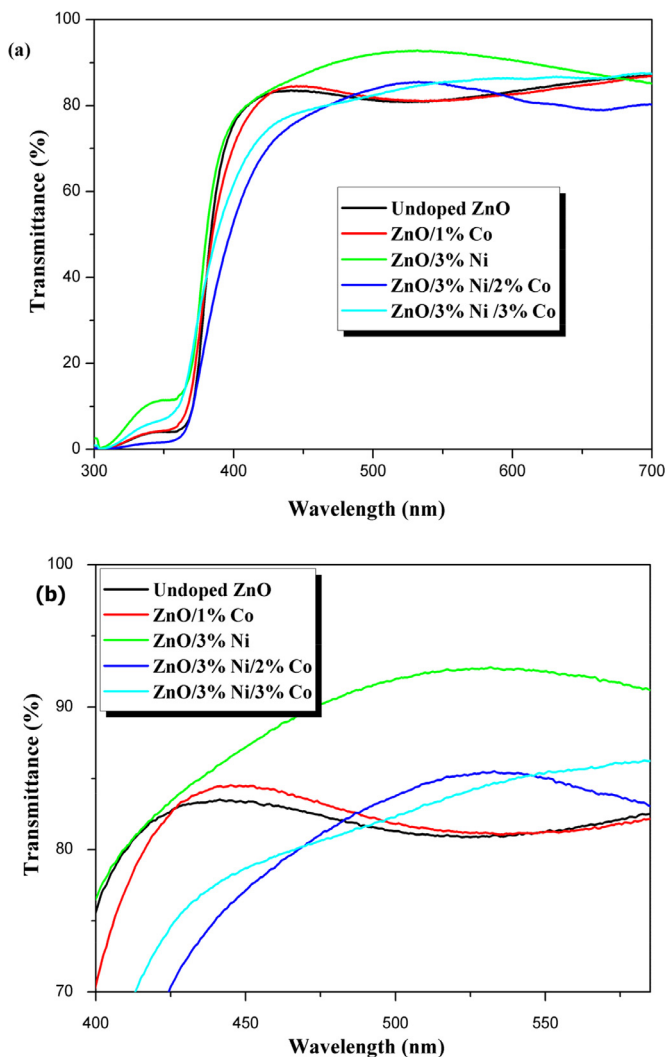 (a)
100
80
60
40
20
0
Transmittance (%)
Undoped ZnO
ZnO/1% Co
ZnO/3% Ni
ZnO/3% Ni/2% Co
ZnO/3% Ni /3% Co
300 400 500 600 700
Wavelength (nm)
(b)
100
90
80
70
Transmittance (%)
Undoped ZnO
ZnO/1% Co
ZnO/3% Ni
ZnO/3% Ni/2% Co
ZnO/3% Ni/3% Co
400 450 500 550
Wavelength (nm)